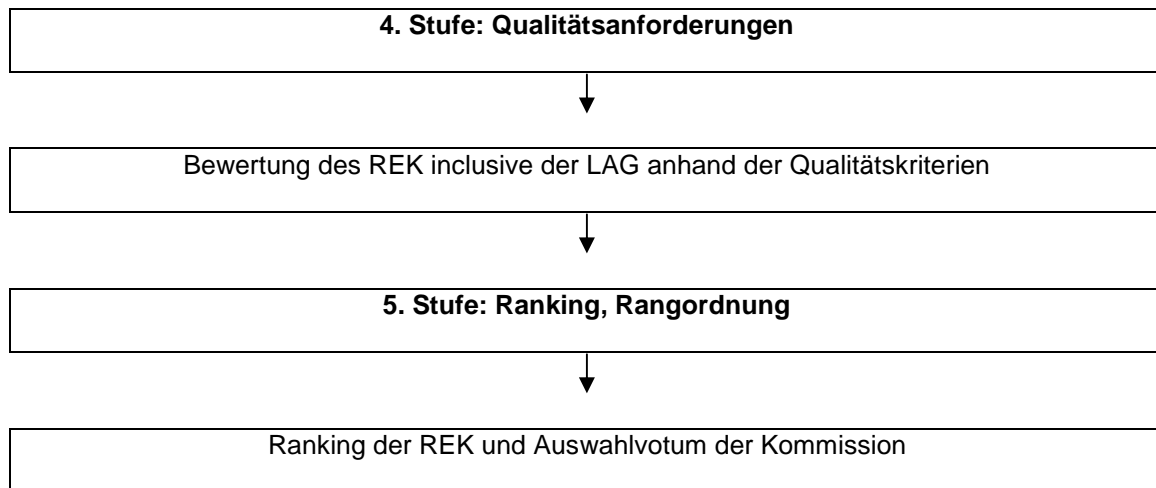 4. Stufe: Qualitätsanforderungen
Bewertung des REK inclusive der LAG anhand der Qualitätskriterien
5. Stufe: Ranking, Rangordnung
Ranking der REK und Auswahlvotum der Kommission